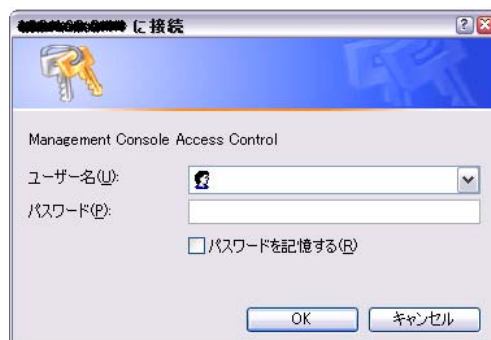 に接続
Management Console Access Control
ユーザー名(U):
パスワード(P):
パスワードを記憶する(R)
OK
キャンセル